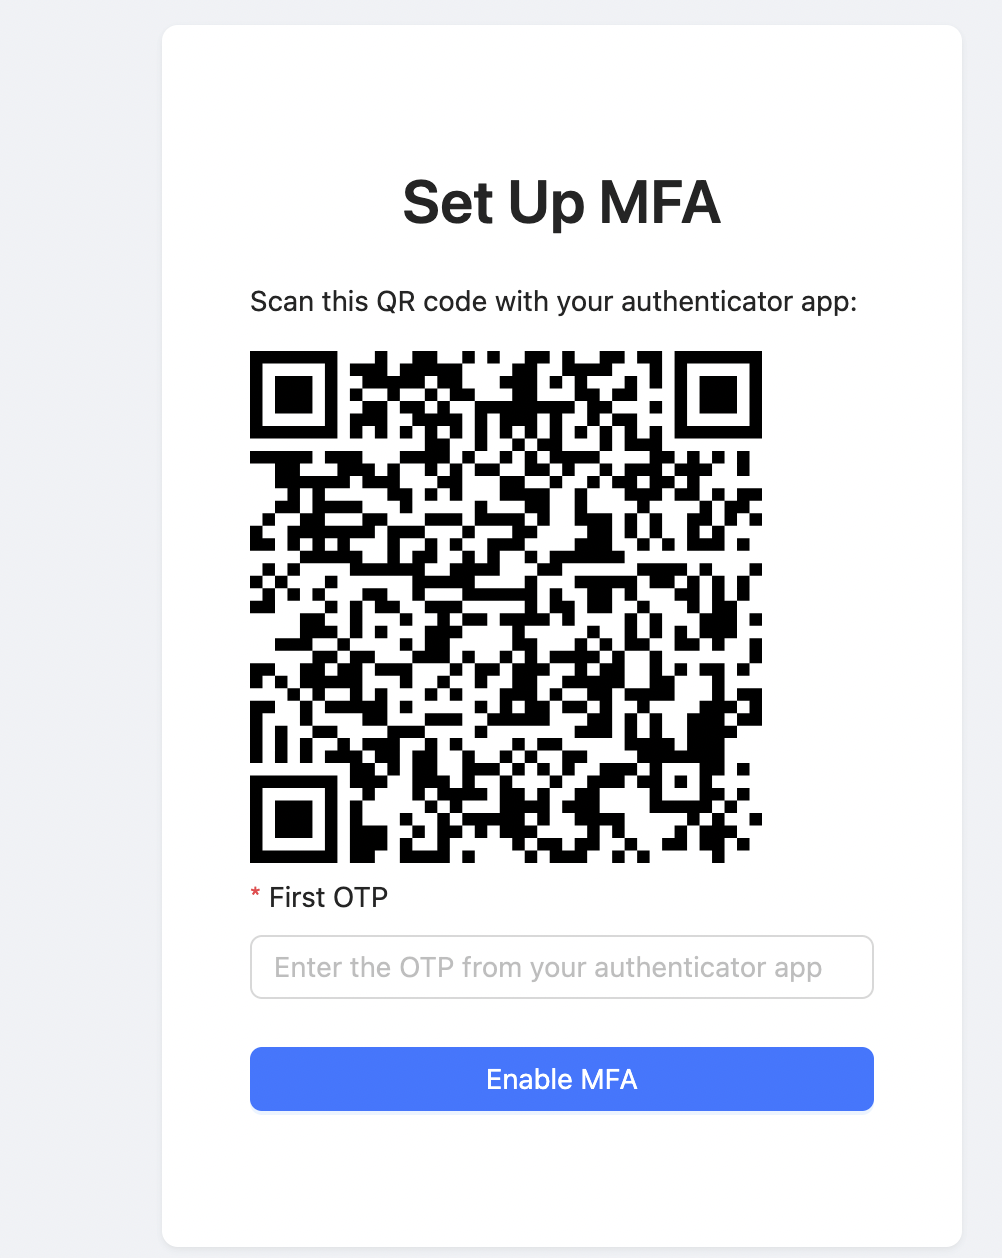 Set Up MFA
Scan this QR code with your authenticator app:
* First OTP
Enter the OTP from your authenticator app
Enable MFA